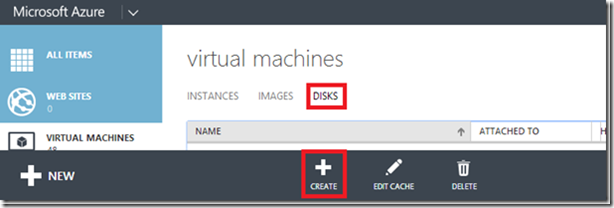 Microsoft Azure
ALL ITEMS
WEB SITES
0
VIRTUAL MACHINES
48
virtual machines
INSTANCES IMAGES DISKS
NAME ATTACHED TO H
NEW CREATE EDIT CACHE DELETE